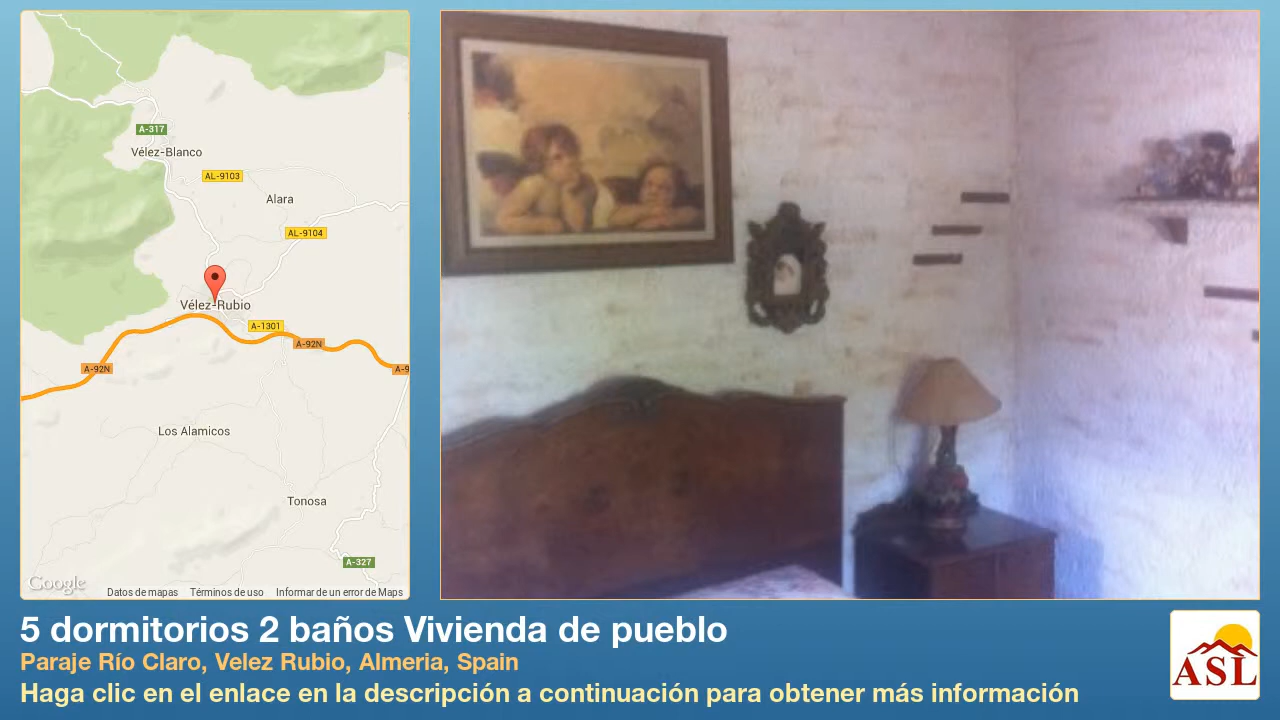 A-317
Vélez-Blanco
AL-9103
Alara
AL-9104
Vélez-Rubio
A-1301
A-92N
A-92N
A-9
Los Alamicos
Tonosa
A-327
Google
Datos de mapas Términos de uso Informar de un error de Maps
5 dormitorios 2 baños Vivienda de pueblo
Paraje Río Claro, Velez Rubio, Almeria, Spain
Haga clic en el enlace en la descripción a continuación para obtener más información
ASL